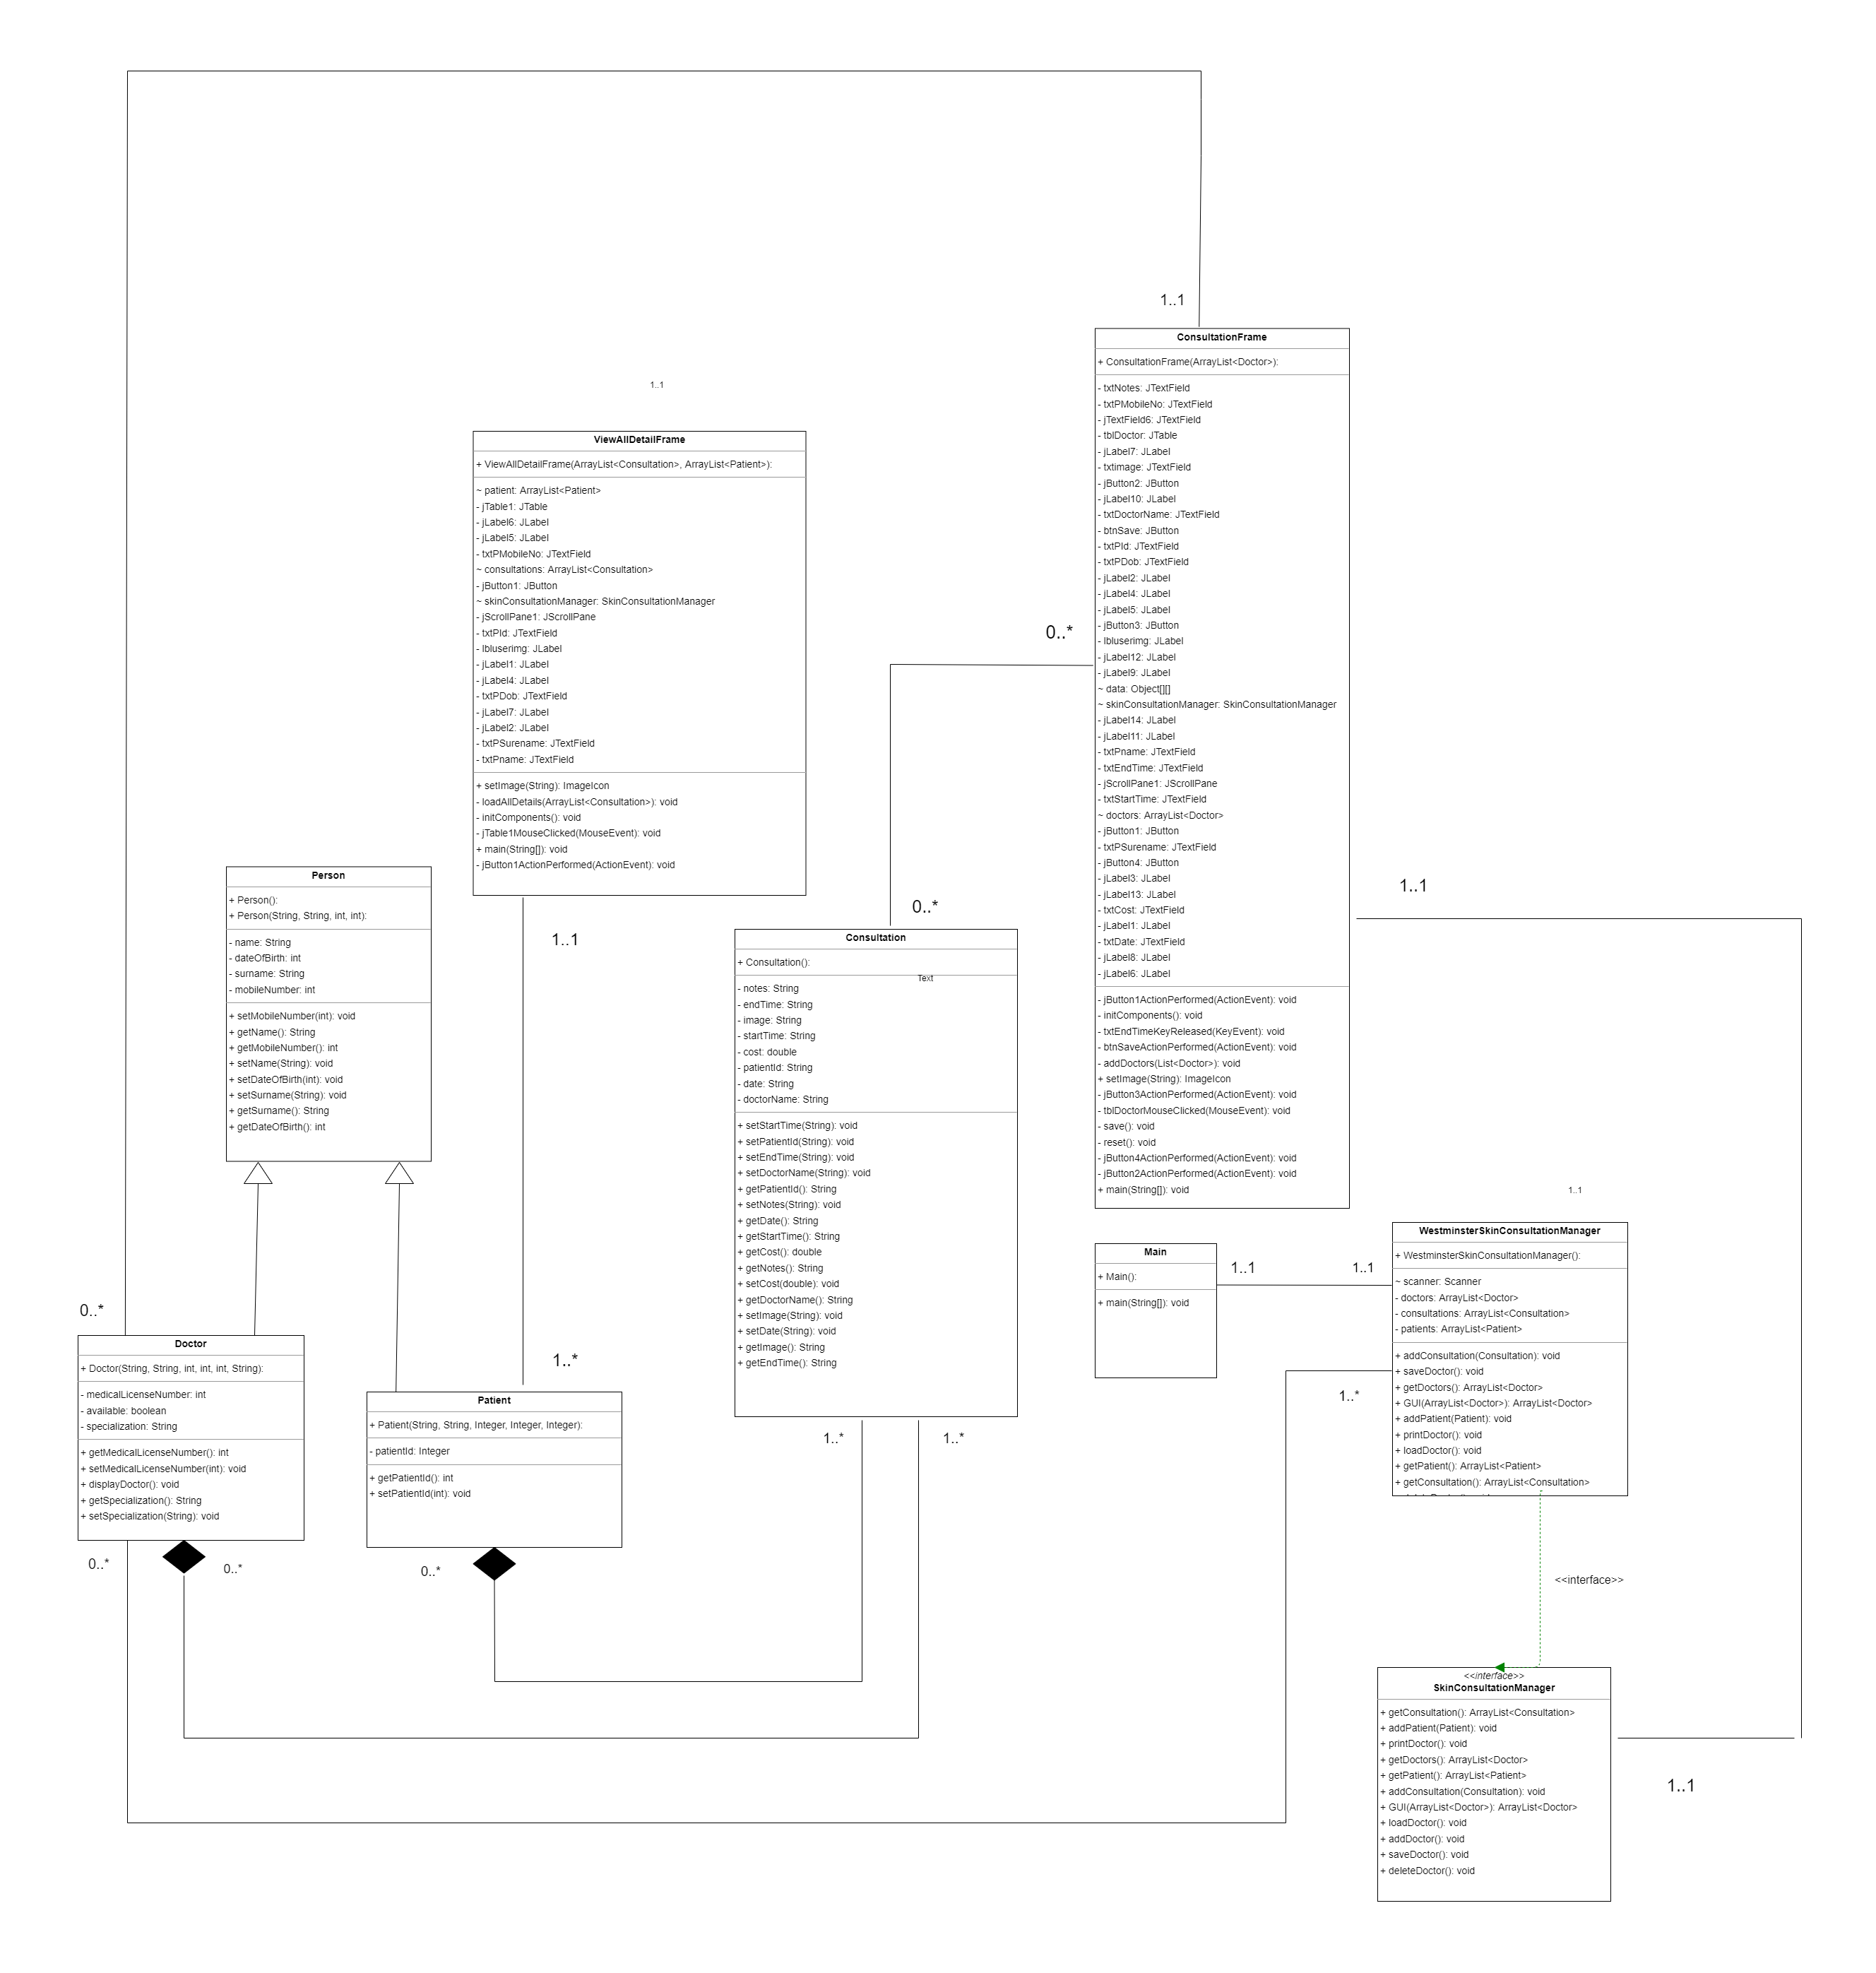 1..1
ConsultationFrame
+ ConsultationFrame(ArrayList<Doctor>):
- txtNotes: JTextField
- txtPMobileNo: JTextField
- jTextField6: JTextField
- tblDoctor: JTable
- jLabel7: JLabel
- txtimage: JTextField
- jButton2: JButton
- jLabel10: JLabel
- txtDoctorName: JTextField
- btnSave: JButton
- txtPId: JTextField
- txtPDob: JTextField
- jLabel2: JLabel
- jLabel4: JLabel
- jLabel5: JLabel
- jButton3: JButton
- lbluserimg: JLabel
- jLabel12: JLabel
- jLabel9: JLabel
~ data: Object[][]
~ skinConsultationManager: SkinConsultationManager
- jLabel14: JLabel
- jLabel11: JLabel
- txtPname: JTextField
- txtEndTime: JTextField
- jScrollPane1: JScrollPane
- txtStartTime: JTextField
~ doctors: ArrayList<Doctor>
- jButton1: JButton
- txtPSurename: JTextField
- jButton4: JButton
- jLabel3: JLabel
- jLabel13: JLabel
- txtCost: JTextField
- jLabel1: JLabel
- txtDate: JTextField
- jLabel8: JLabel
- jLabel6: JLabel
- jButton1ActionPerformed(ActionEvent): void
- initComponents(): void
- txtEndTimeKeyReleased(KeyEvent): void
- btnSaveActionPerformed(ActionEvent): void
- addDoctors(List<Doctor>): void
+ setImage(String): ImageIcon
- jButton3ActionPerformed(ActionEvent): void
- tblDoctorMouseClicked(MouseEvent): void
- save(): void
- reset(): void
- jButton4ActionPerformed(ActionEvent): void
- jButton2ActionPerformed(ActionEvent): void
+ main(String[]): void
1..1
ViewAllDetailFrame
+ ViewAllDetailFrame(ArrayList<Consultation>, ArrayList<Patient>):
~ patient: ArrayList<Patient>
- jTable1: JTable
- jLabel6: JLabel
- jLabel5: JLabel
- txtPMobileNo: JTextField
~ consultations: ArrayList<Consultation>
- jButton1: JButton
~ skinConsultationManager: SkinConsultationManager
- jScrollPane1: JScrollPane
- txtPId: JTextField
- lbluserimg: JLabel
- jLabel1: JLabel
- jLabel4: JLabel
- txtPDob: JTextField
- jLabel7: JLabel
- jLabel2: JLabel
- txtPSurename: JTextField
- txtPname: JTextField
+ setImage(String): ImageIcon
- loadAllDetails(ArrayList<Consultation>): void
- initComponents(): void
- jTable1MouseClicked(MouseEvent): void
+ main(String[]): void
- jButton1ActionPerformed(ActionEvent): void
0..*
0..*
1..1
1..1
Person
+ Person():
+ Person(String, String, int, int):
- name: String
- dateOfBirth: int
- surname: String
- mobileNumber: int
+ setMobileNumber(int): void
+ getName(): String
+ getMobileNumber(): int
+ setName(String): void
+ setDateOfBirth(int): void
+ setSurname(String): void
+ getSurname(): String
+ getDateOfBirth(): int
Consultation
+ Consultation():
Text
- notes: String
- endTime: String
- image: String
- startTime: String
- cost: double
- patientId: String
- date: String
- doctorName: String
+ setStartTime(String): void
+ setPatientId(String): void
+ setEndTime(String): void
+ setDoctorName(String): void
+ getPatientId(): String
+ setNotes(String): void
+ getDate(): String
+ getStartTime(): String
+ getCost(): double
+ getNotes(): String
+ setCost(double): void
+ getDoctorName(): String
+ setImage(String): void
+ setDate(String): void
+ getImage(): String
+ getEndTime(): String
1..1
Main
+ Main():
+ main(String[]): void
1..1
1..1
WestminsterSkinConsultationManager
+ WestminsterSkinConsultationManager():
~ scanner: Scanner
- doctors: ArrayList<Doctor>
- consultations: ArrayList<Consultation>
- patients: ArrayList<Patient>
+ addConsultation(Consultation): void
+ saveDoctor(): void
+ getDoctors(): ArrayList<Doctor>
+ GUI(ArrayList<Doctor>): ArrayList<Doctor>
+ addPatient(Patient): void
+ printDoctor(): void
+ loadDoctor(): void
+ getPatient(): ArrayList<Patient>
+ getConsultation(): ArrayList<Consultation>
1..*
0..*
Doctor
+ Doctor(String, String, int, int, int, String):
- medicalLicenseNumber: int
- available: boolean
- specialization: String
+ getMedicalLicenseNumber(): int
+ setMedicalLicenseNumber(int): void
+ displayDoctor(): void
+ getSpecialization(): String
+ setSpecialization(String): void
1..*
Patient
+ Patient(String, String, Integer, Integer, Integer):
- patientId: Integer
+ getPatientId(): int
+ setPatientId(int): void
1..*
1..*
0..*
0..*
0..*
<<interface>>
<<interface>>
SkinConsultationManager
+ getConsultation(): ArrayList<Consultation>
+ addPatient(Patient): void
+ printDoctor(): void
+ getDoctors(): ArrayList<Doctor>
+ getPatient(): ArrayList<Patient>
+ addConsultation(Consultation): void
+ GUI(ArrayList<Doctor>): ArrayList<Doctor>
+ loadDoctor(): void
+ addDoctor(): void
+ saveDoctor(): void
+ deleteDoctor(): void
1..1